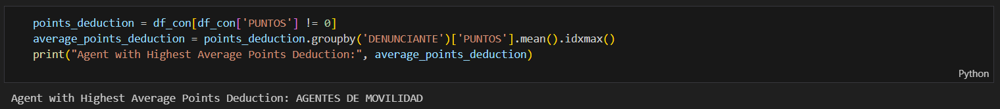 points_deduction = df_con[df_con['PUNTOS'] != 0]
average_points_deduction = points_deduction.groupby('DENUNCIANTE')['PUNTOS'].mean().idxmax()
print("Agent with Highest Average Points Deduction:", average_points_deduction)
Python
Agent with Highest Average Points Deduction: AGENTES DE MOVILIDAD